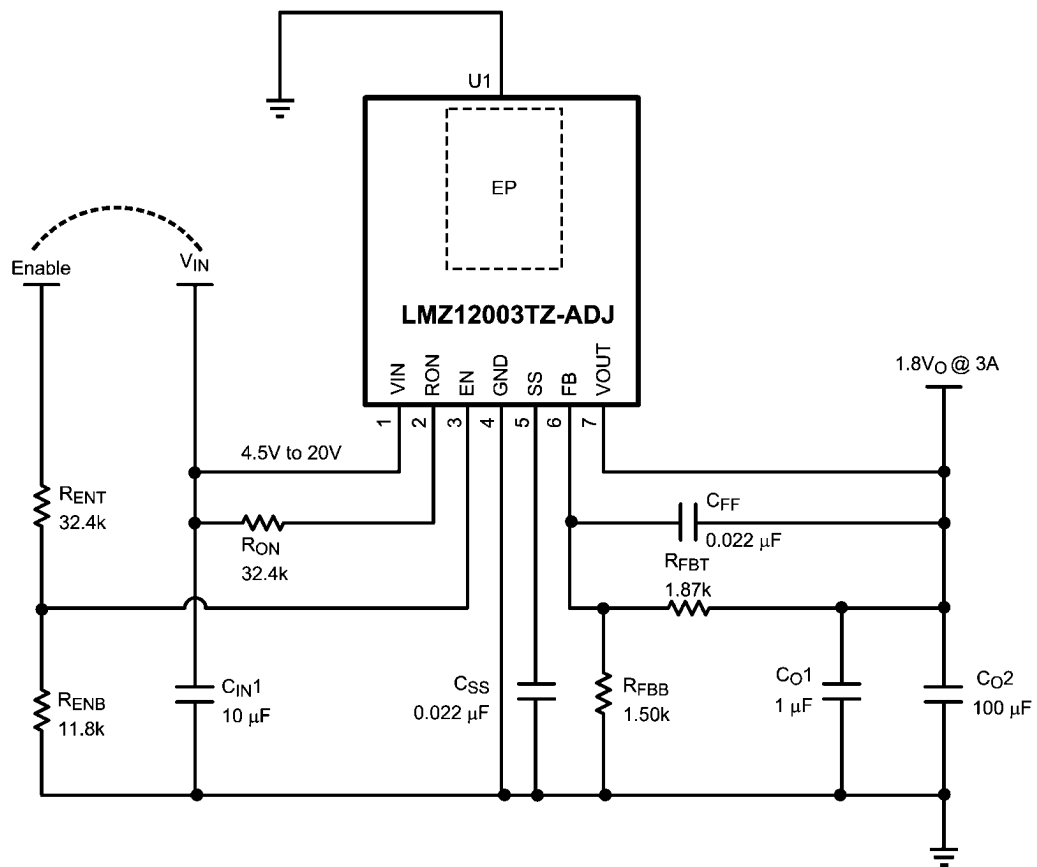 U1
EP
Enable
VIN
LMZ12003TZ-ADJ
VIN
RON
EN
GND
SS
FB
VOUT
1
2
3
4
5
6
7
1.8VO @ 3A
4.5V to 20V
RENT
32.4k
RON
32.4k
CFF
0.022 µF
RFBT
1.87k
RENB
11.8k
CIN1
10 µF
CSS
0.022 µF
RFBB
1.50k
CO1
1 µF
CO2
100 µF